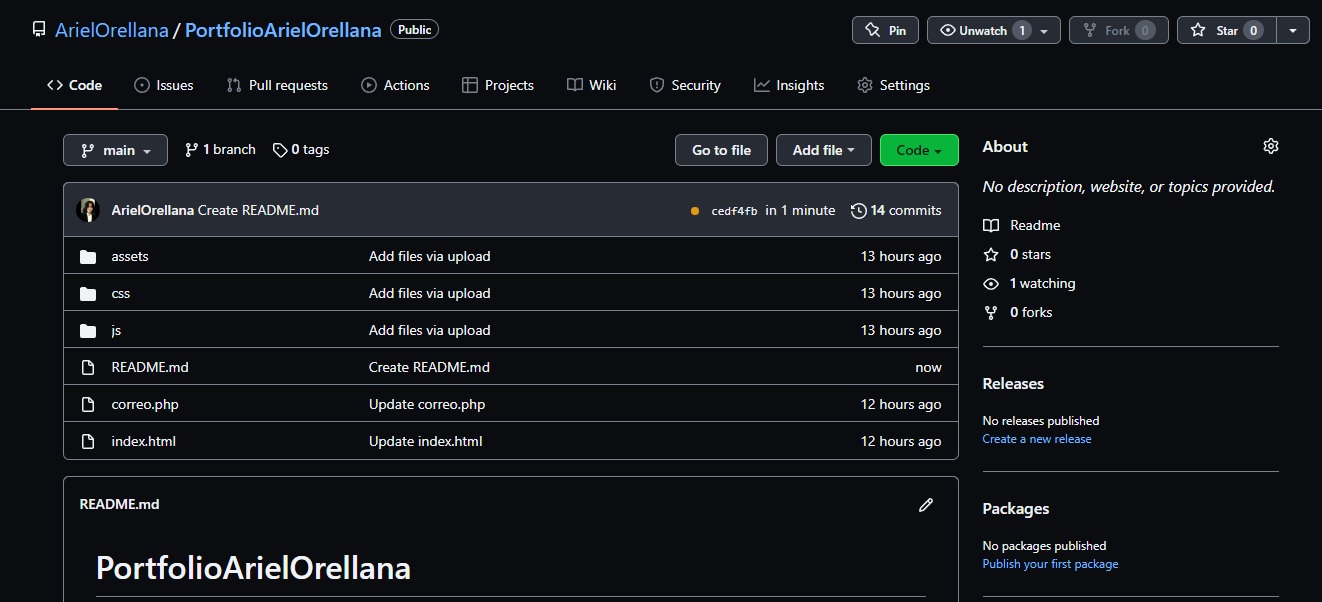 ArielOrellana / PortfolioArielOrellana Public
Pin
Unwatch 1
Fork 0
Star 0
Code Issues Pull requests Actions Projects Wiki Security Insights Settings
main 1 branch 0 tags
Go to file Add file Code
ArielOrellana Create README.md cedf4fb in 1 minute 14 commits
assets Add files via upload 13 hours ago
css Add files via upload 13 hours ago
js Add files via upload 13 hours ago
README.md Create README.md now
correo.php Update correo.php 12 hours ago
index.html Update index.html 12 hours ago
README.md
PortfolioArielOrellana
About
No description, website, or topics provided.
Readme
0 stars
1 watching
0 forks
Releases
No releases published
Create a new release
Packages
No packages published
Publish your first package